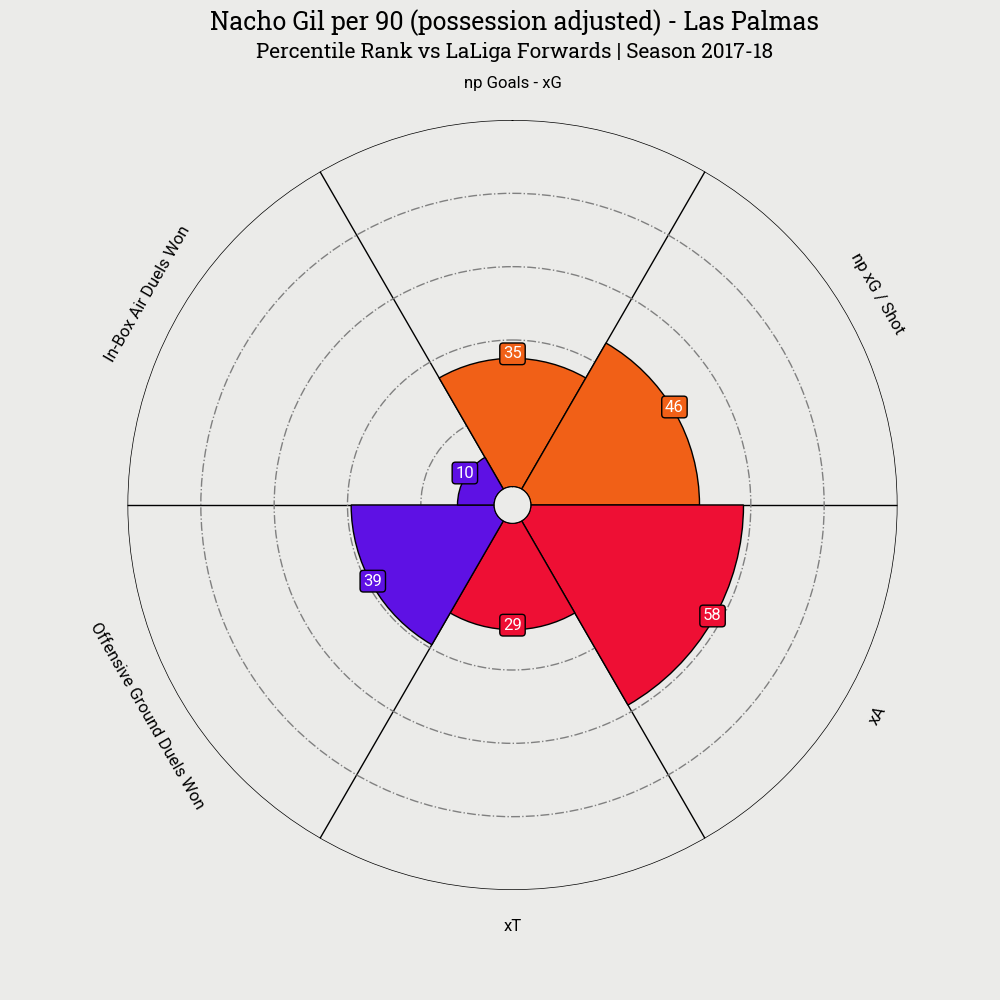 Nacho Gil per 90 (possession adjusted) - Las Palmas
Percentile Rank vs LaLiga Forwards | Season 2017-18
np Goals - xG
np xG / Shot
xA
xT
Offensive Ground Duels Won
In-Box Air Duels Won
35
46
58
29
39
10